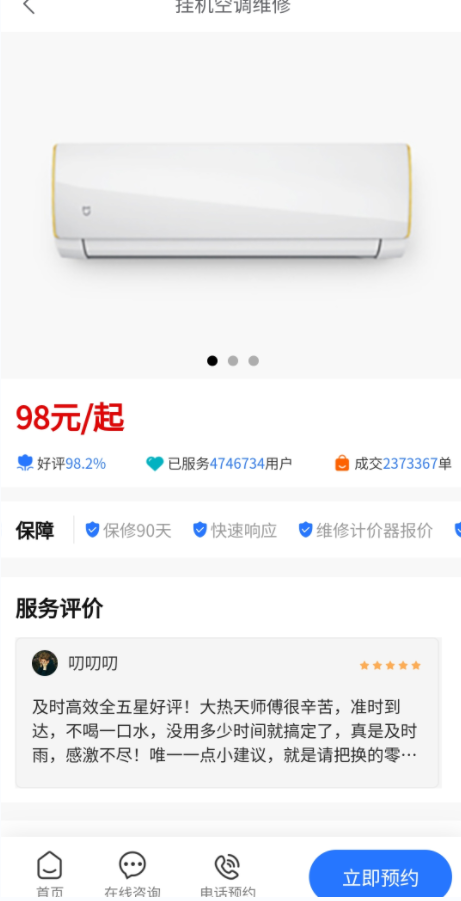 挂机空调维修
98元/起
好评98.2%
已服务4746734用户
成交2373367单
保障
保修90天
快速响应
维修计价器报价
服务评价
叨叨叨
及时高效全五星好评！大热天师傅很辛苦，准时到
达，不喝一口水，没用多少时间就搞定了，真是及时
雨，感激不尽！唯一一点小建议，就是请把换的零…
首页
在线咨询
电话预约
立即预约